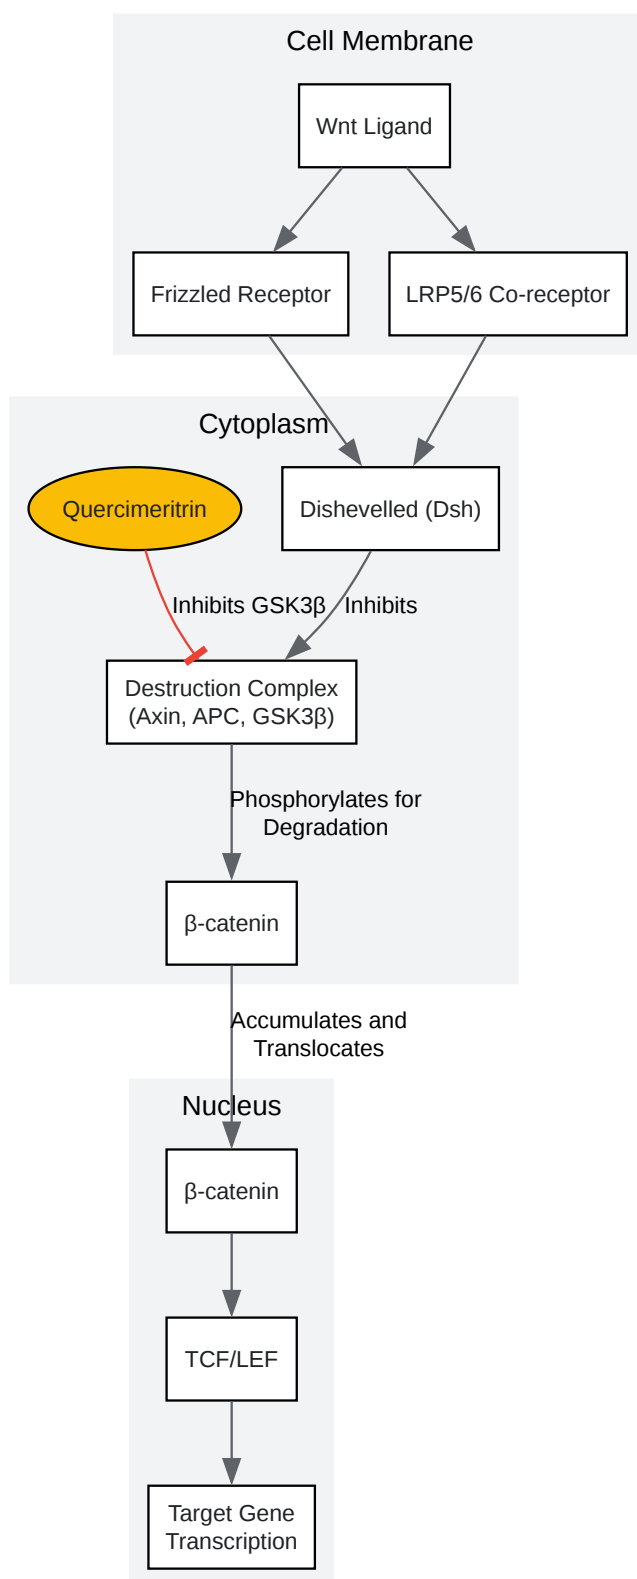 Cell Membrane
Wnt Ligand
Frizzled Receptor
LRP5/6 Co-receptor
Cytoplasm
Quercimeritrin
Dishevelled (Dsh)
Inhibits GSK3β
Inhibits
Destruction Complex
(Axin, APC, GSK3β)
Phosphorylates for
Degradation
β-catenin
Accumulates and
Translocates
Nucleus
β-catenin
TCF/LEF
Target Gene
Transcription